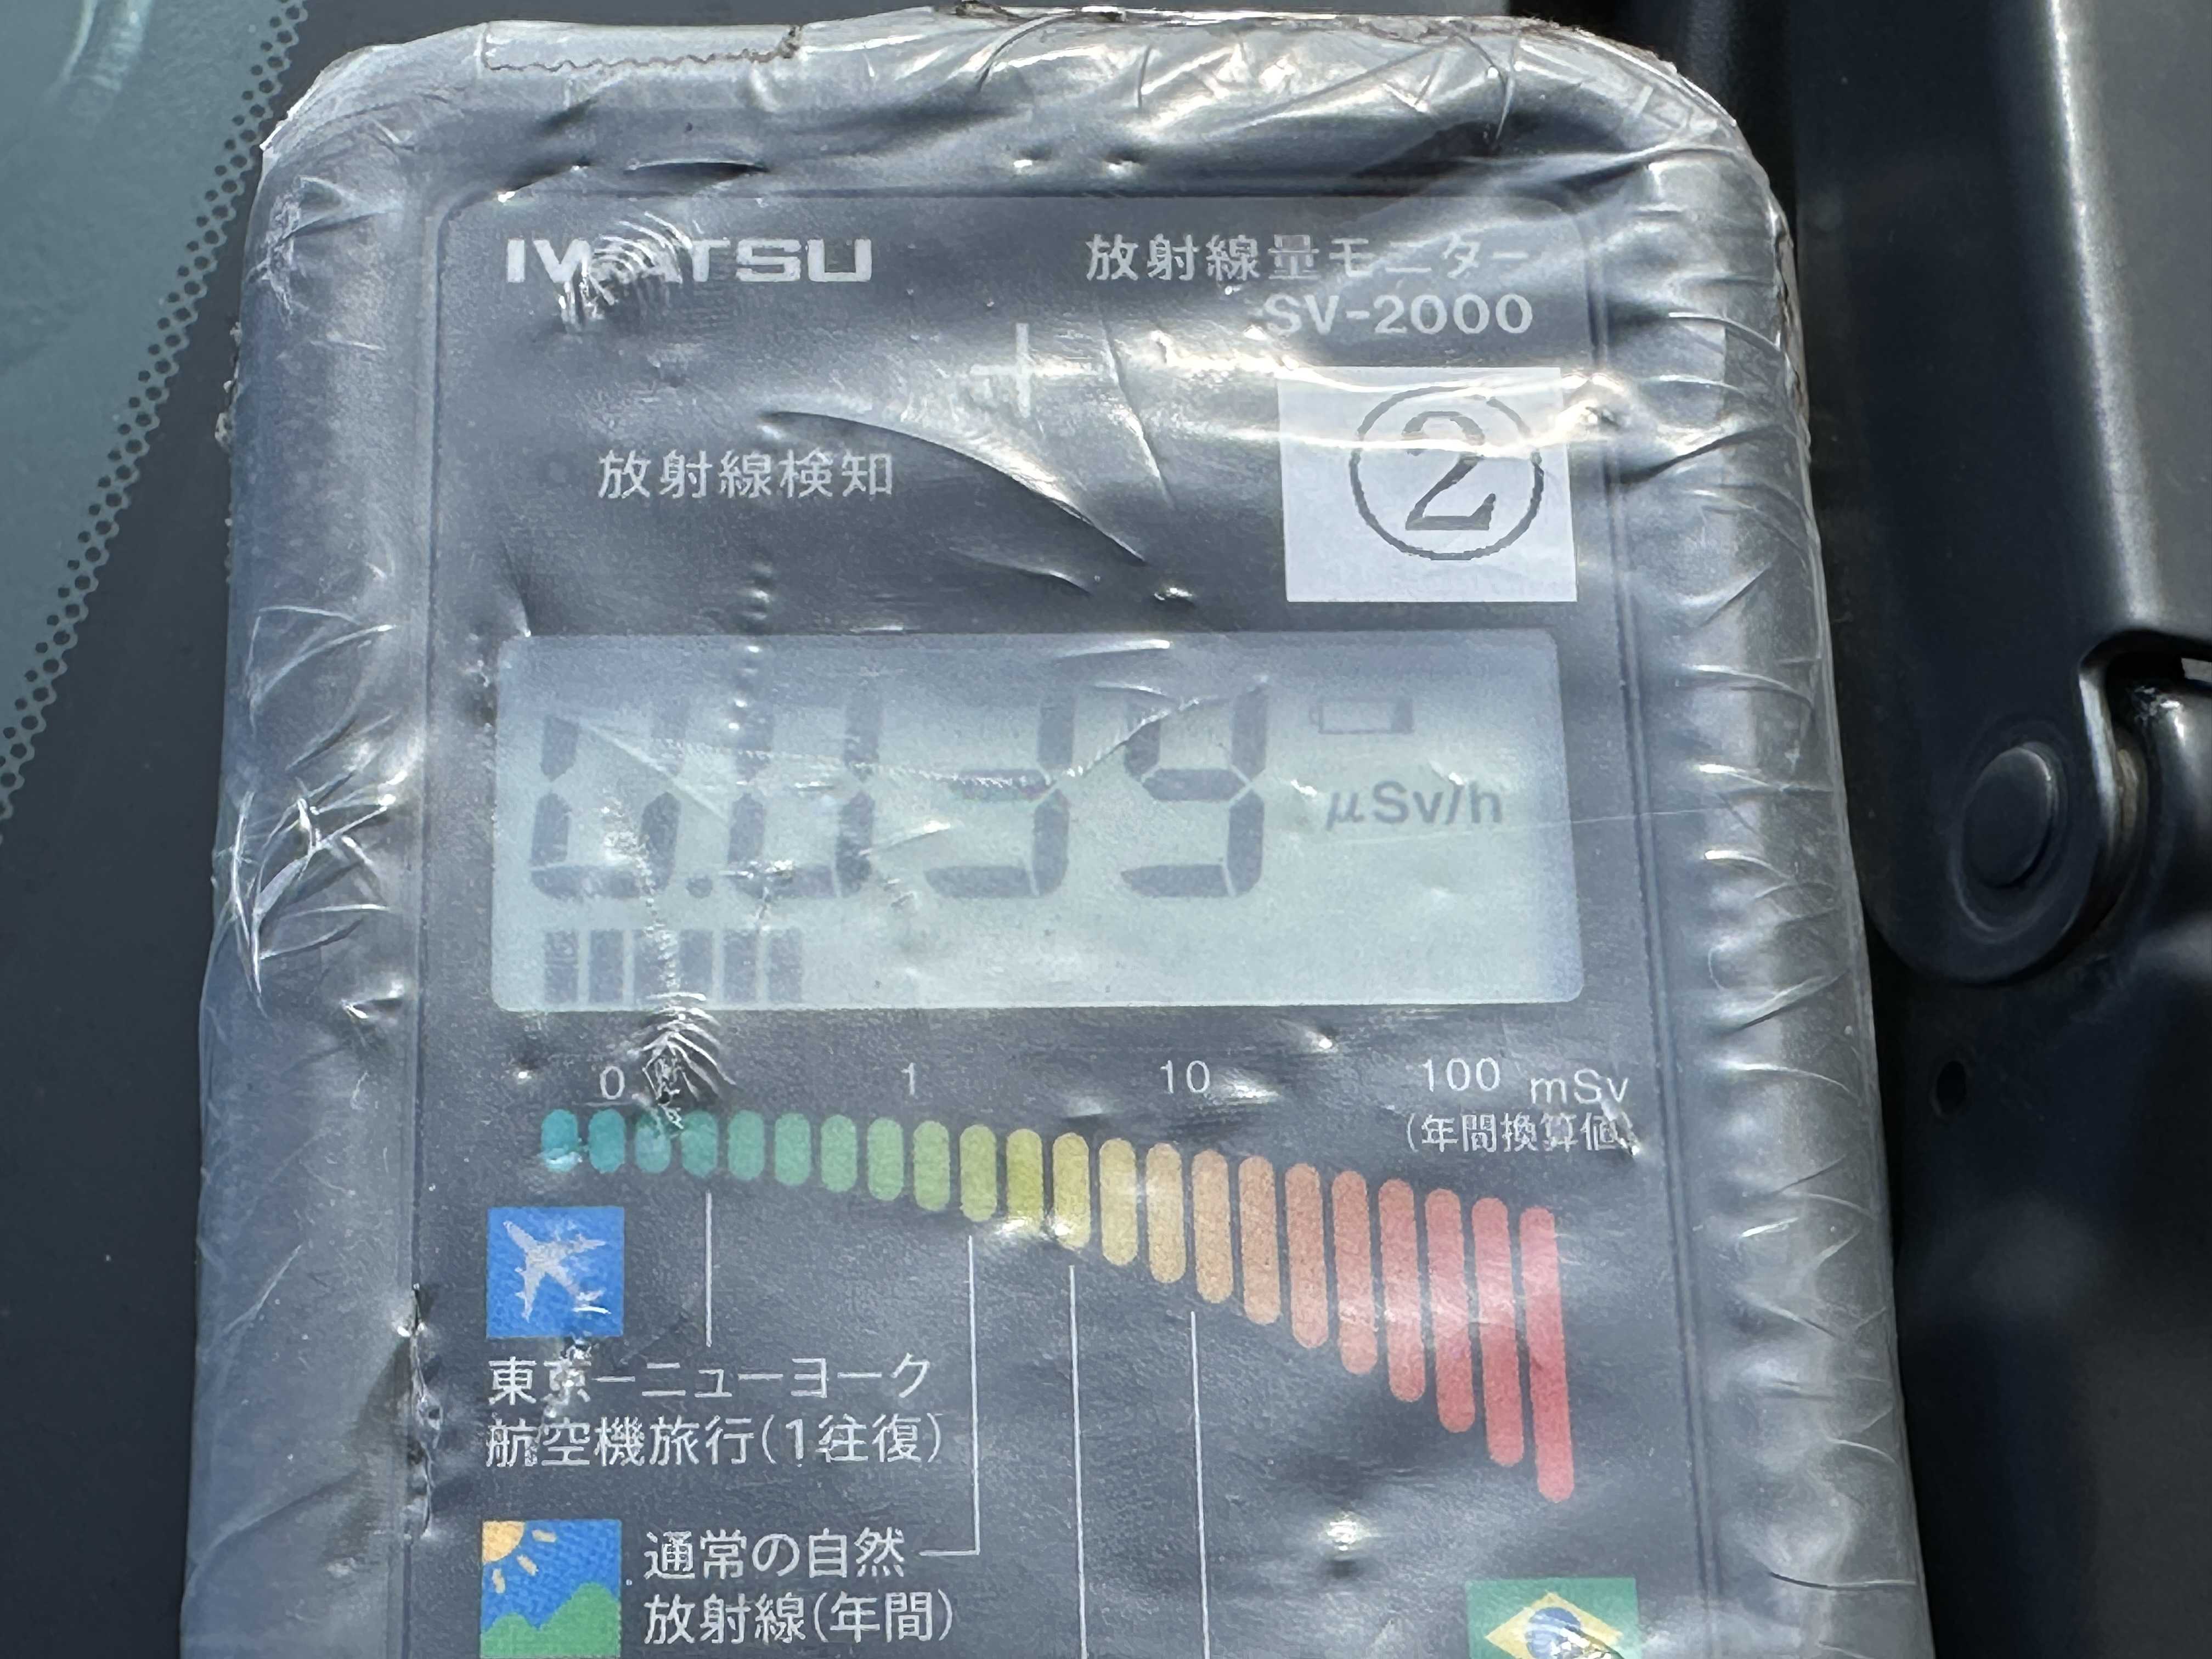 IWATSU
放射線量モニター
SV-2000
②
放射線検知
0.039 μSv/h
0 1 10 100 mSv
(年間換算値)
東京ーニューヨーク
航空機旅行(1往復)
通常の自然
放射線(年間)